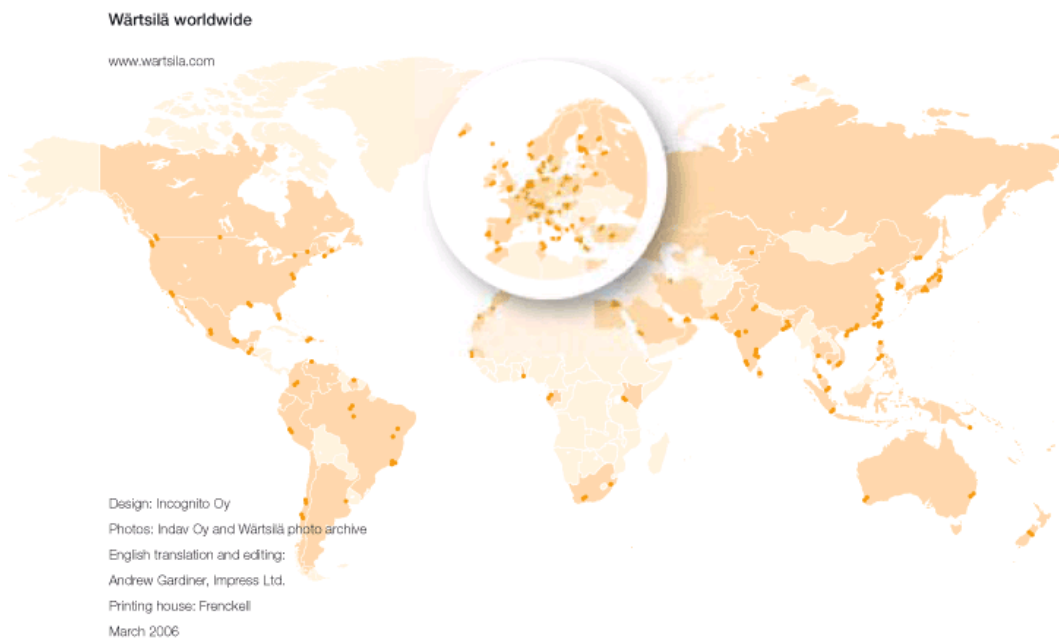 Wärtsilä worldwide
www.wartsila.com
Design: Incognito Oy
Photos: Indav Oy and Wärtsilä photo archive
English translation and editing:
Andrew Gardiner, Impress Ltd.
Printing house: Frenckell
March 2006